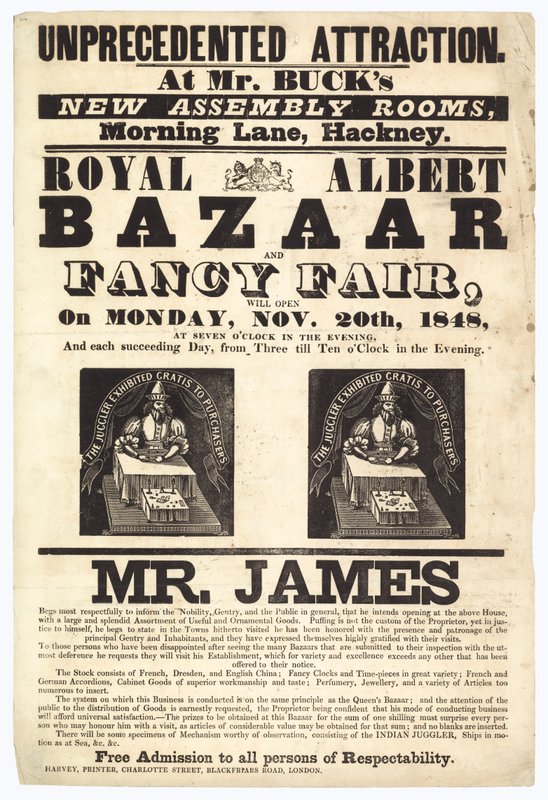 UNPRECEDENTED ATTRACTION.
At Mr. BUCK's
NEW ASSEMBLY ROOMS,
Morning Lane, Hackney.
ROYAL ALBERT
BAZAAR
AND
FANCY FAIR,
WILL OPEN
On MONDAY, NOV. 20th, 1848,
AT SEVEN O'CLOCK IN THE EVENING,
And each succeeding Day, from Three till Ten o'Clock in the Evening.
THE JUGGLER EXHIBITED GRATIS TO PURCHASERS
THE JUGGLER EXHIBITED GRATIS TO PURCHASERS
MR. JAMES
Begs most respectfully to inform the Nobility, Gentry, and the Public in general, that he intends opening at the above House,
with a large and splendid Assortment of Useful and Ornamental Goods. Puffing is not the custom of the Proprietor, yet in jus-
tice to himself, he begs to state in the Towns hitherto visited he has been honored with the presence and patronage of the
principal Gentry and Inhabitants, and they have expressed themselves highly gratified with their visits.
To those persons who have been disappointed after seeing the many Bazaars that are submitted to their inspection with the ut-
most deference he requests they will visit his Establishment, which for variety and excellence exceeds any other that has been
offered to their notice.
The Stock consists of French, Dresden, and English China; Fancy Clocks and Time-pieces in great variety; French and
German Accordions, Cabinet Goods of superior workmanship and taste; Perfumery, Jewellery, and a variety of Articles too
numerous to insert.
The system on which this Business is conducted is on the same principle as the Queen's Bazaar; and the attention of the
public to the distribution of Goods is earnestly requested, the Proprietor being confident that his mode of conducting business
will afford universal satisfaction.—The prizes to be obtained at this Bazaar for the sum of one shilling must surprise every per-
son who may honour him with a visit, as articles of considerable value may be obtained for that sum; and no blanks are inserted.
There will be some specimens of Mechanism worthy of observation, consisting of the INDIAN JUGGLER, Ships in mo-
tion as at Sea, &c. &c.
Free Admission to all persons of Respectability.
HARVEY, PRINTER, CHARLOTTE STREET, BLACKFRIARS ROAD, LONDON.